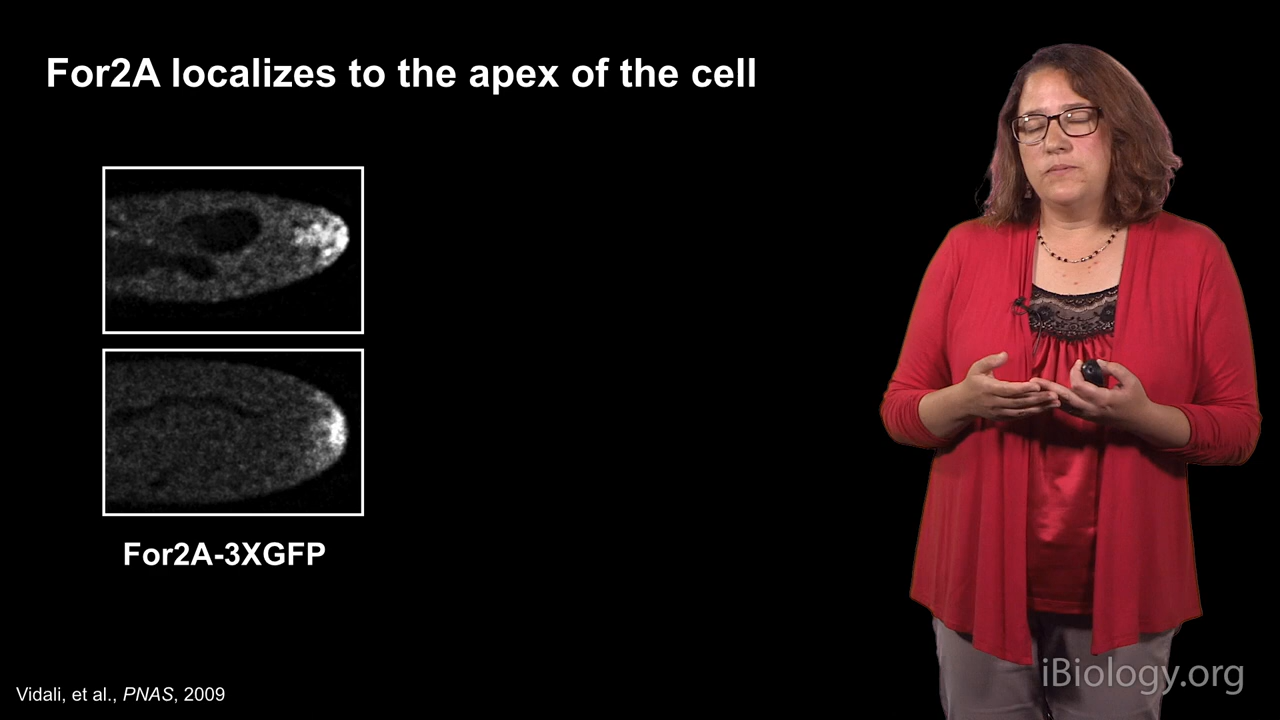 For2A localizes to the apex of the cell
For2A-3XGFP
Vidali, et al., PNAS, 2009
iBiology.org